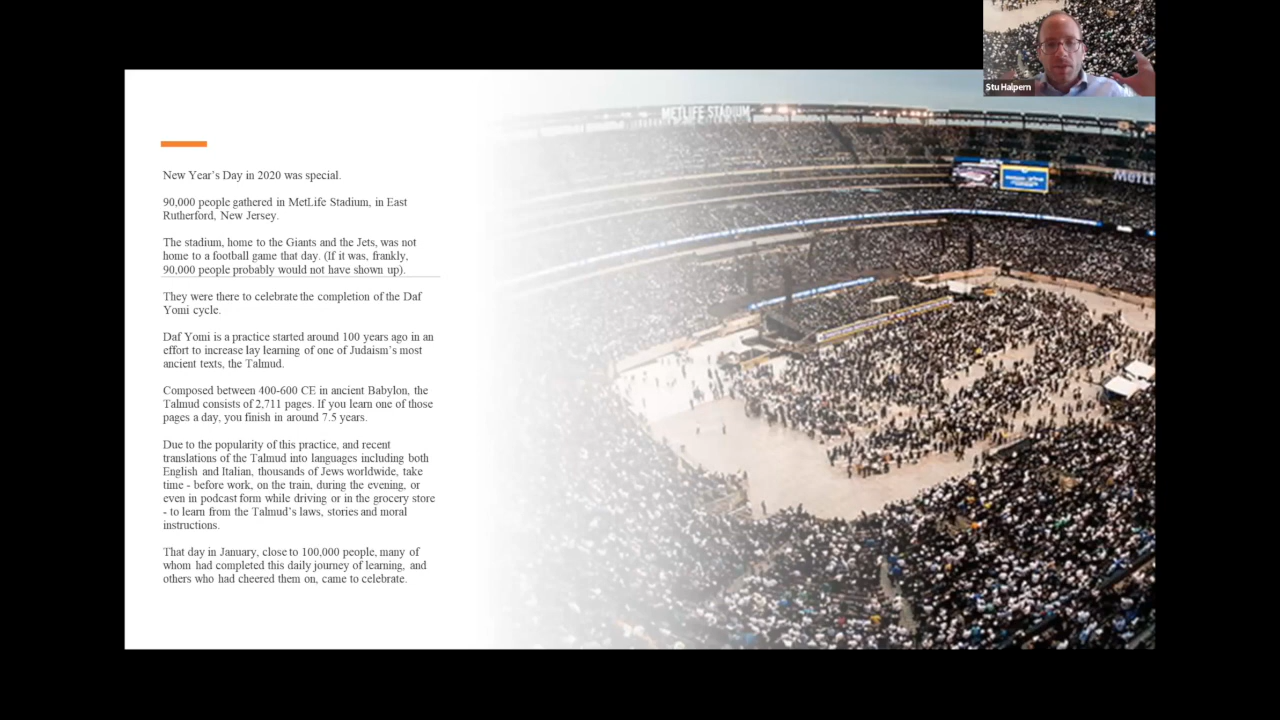 Stu Halpern
METLIFE STADIUM
MetL
New Year's Day in 2020 was special.
90,000 people gathered in MetLife Stadium, in East
Rutherford, New Jersey.
The stadium, home to the Giants and the Jets, was not
home to a football game that day. (If it was, frankly,
90,000 people probably would not have shown up).
They were there to celebrate the completion of the Daf
Yomi cycle.
Daf Yomi is a practice started around 100 years ago in an
effort to increase lay learning of one of Judaism's most
ancient texts, the Talmud.
Composed between 400-600 CE in ancient Babylon, the
Talmud consists of 2,711 pages. If you learn one of those
pages a day, you finish in around 7.5 years.
Due to the popularity of this practice, and recent
translations of the Talmud into languages including both
English and Italian, thousands of Jews worldwide, take
time - before work, on the train, during the evening, or
even in podcast form while driving or in the grocery store
- to learn from the Talmud's laws, stories and moral
instructions.
That day in January, close to 100,000 people, many of
whom had completed this daily journey of learning, and
others who had cheered them on, came to celebrate.